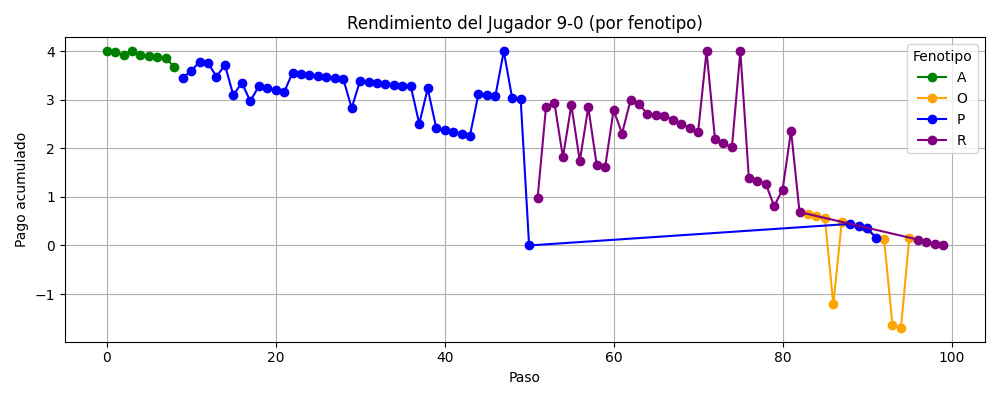 Rendimiento del Jugador 9-0 (por fenotipo)
Pago acumulado
4
3
2
1
0
−1
Fenotipo
A
O
P
R
0 20 40 60 80 100
Paso